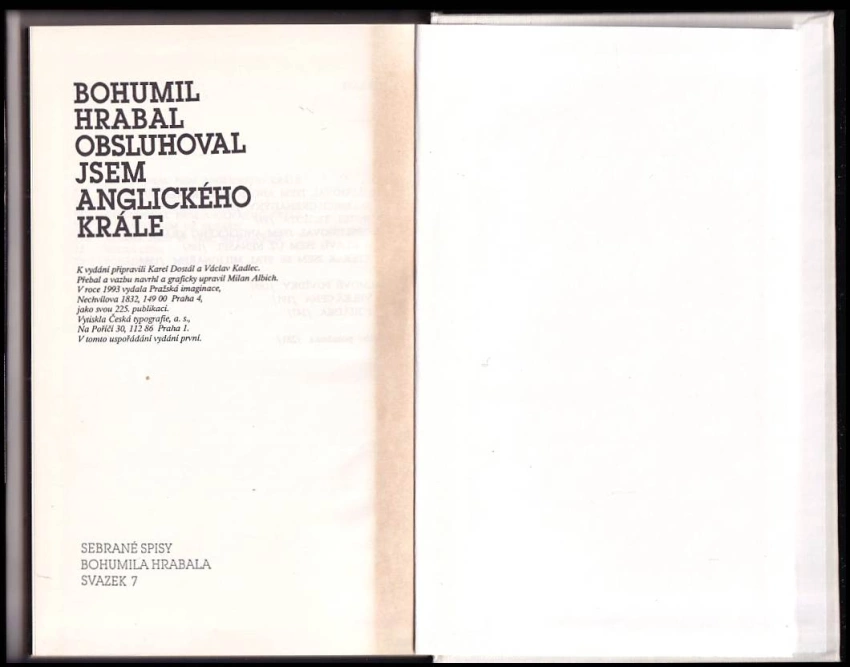 BOHUMIL
HRABAL
OBSLUHOVAL
JSEM
ANGLICKÉHO
KRÁLE
K vydání připravili Karel Dostál a Václav Kadlec.
Přebal a vazbu navrhl a graficky upravil Milan Albich.
V roce 1993 vydala Pražská imaginace,
Nechvílova 1832, 149 00 Praha 4,
jako svou 225. publikaci.
Vytiskla Česká typografie, a. s.,
Na Poříčí 30, 112 86 Praha 1.
V tomto uspořádání vydání první.
SEBRANÉ SPISY
BOHUMILA HRABALA
SVAZEK 7